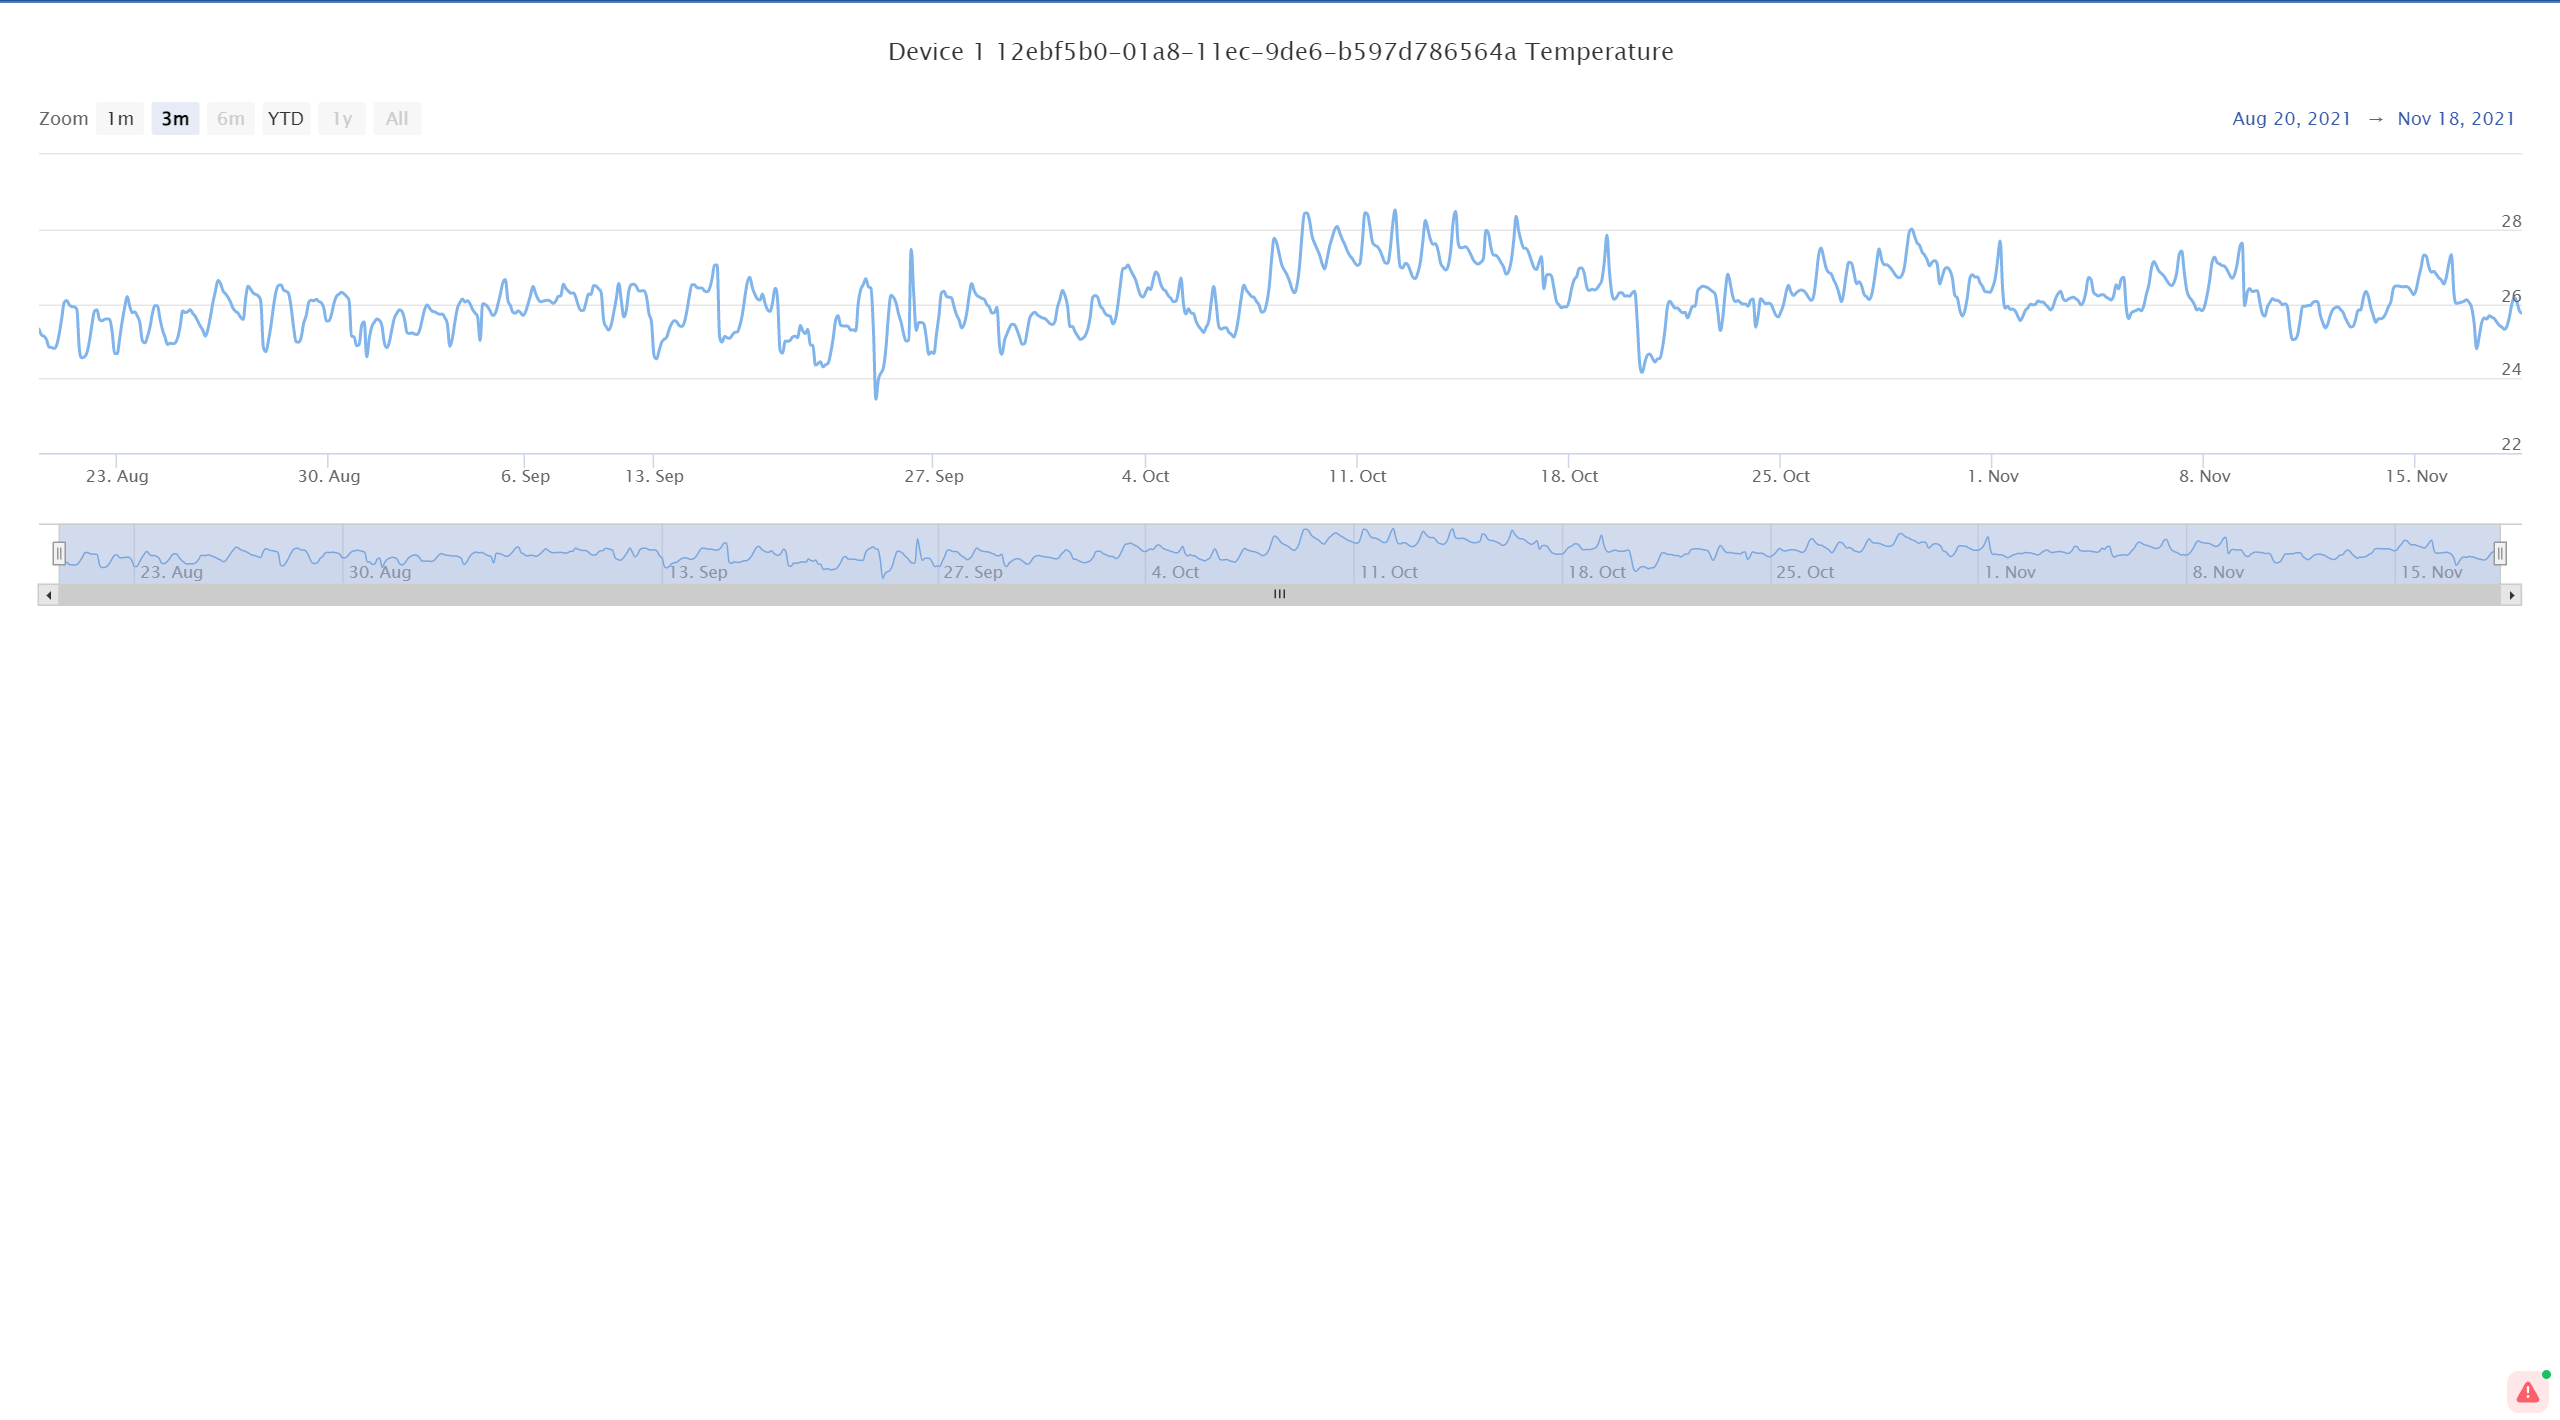 Device 1 12ebf5b0-01a8-11ec-9de6-b597d786564a Temperature
Zoom 1m 3m 6m YTD 1y All
Aug 20, 2021 → Nov 18, 2021
28
26
24
22
23. Aug 30. Aug 6. Sep 13. Sep 27. Sep 4. Oct 11. Oct 18. Oct 25. Oct 1. Nov 8. Nov 15. Nov
23. Aug 30. Aug 13. Sep 27. Sep 4. Oct 11. Oct 18. Oct 25. Oct 1. Nov 8. Nov 15. Nov